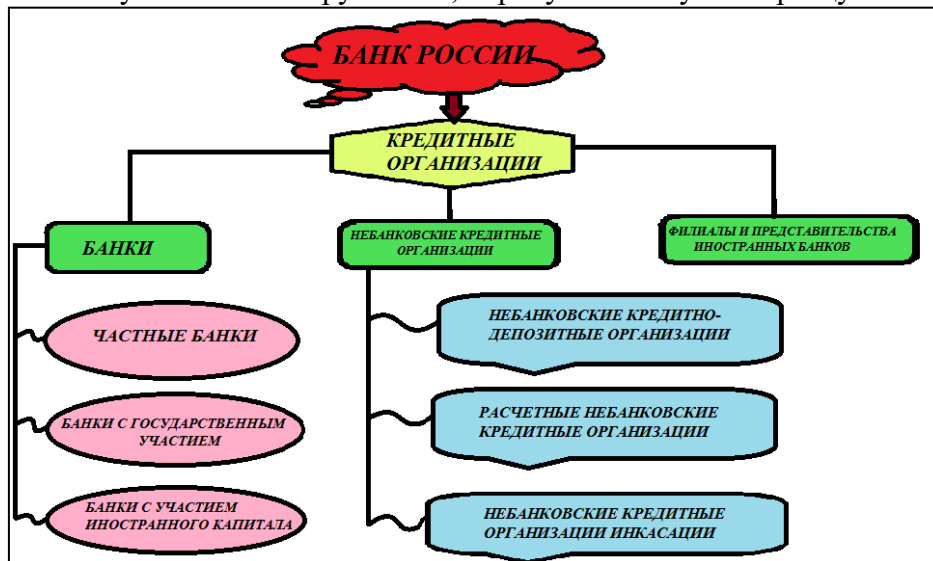 БАНК РОССИИ
КРЕДИТНЫЕ
ОРГАНИЗАЦИИ
БАНКИ
НЕБАНКОВСКИЕ КРЕДИТНЫЕ
ОРГАНИЗАЦИИ
ФИЛИАЛЫ И ПРЕДСТАВИТЕЛЬСТВА
ИНОСТРАННЫХ БАНКОВ
ЧАСТНЫЕ БАНКИ
БАНКИ С ГОСУДАРСТВЕННЫМ
УЧАСТИЕМ
БАНКИ С УЧАСТИЕМ
ИНОСТРАННОГО КАПИТАЛА
НЕБАНКОВСКИЕ КРЕДИТНО-
ДЕПОЗИТНЫЕ ОРГАНИЗАЦИИ
РАСЧЕТНЫЕ НЕБАНКОВСКИЕ
КРЕДИТНЫЕ ОРГАНИЗАЦИИ
НЕБАНКОВСКИЕ КРЕДИТНЫЕ
ОРГАНИЗАЦИИ ИНКАСАЦИИ